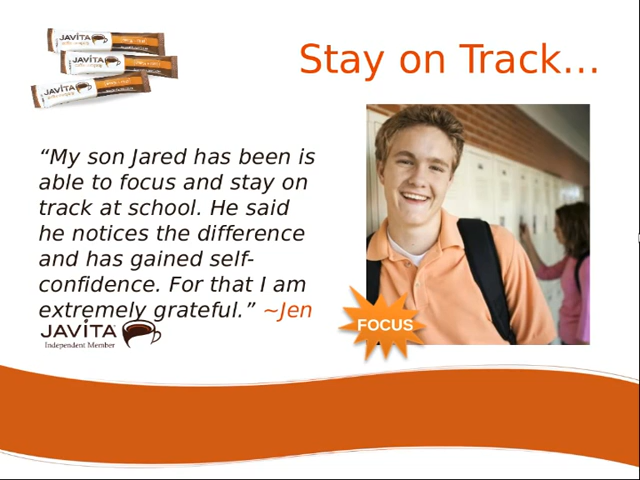 Stay on Track...
JAVITA
JAVITA
JAVITA
“My son Jared has been is
able to focus and stay on
track at school. He said
he notices the difference
and has gained self-
confidence. For that I am
extremely grateful.” ~Jen
FOCUS
JAVITA
Independent Member